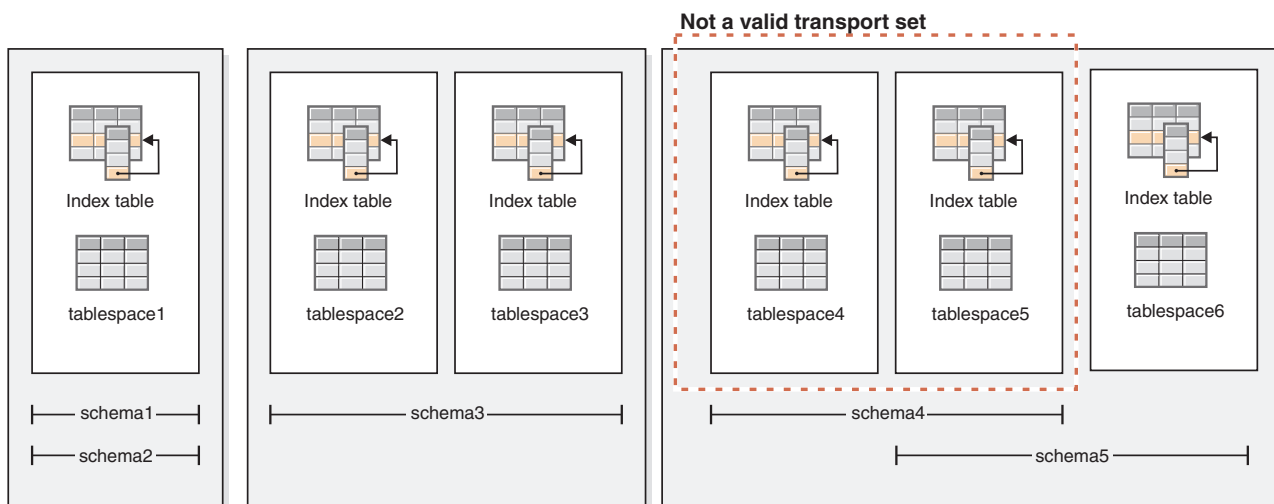 Not a valid transport set
Index table
Index table
Index table
Index table
Index table
Index table
tablespace1
tablespace2
tablespace3
tablespace4
tablespace5
tablespace6
schema1
schema3
schema4
schema2
schema5